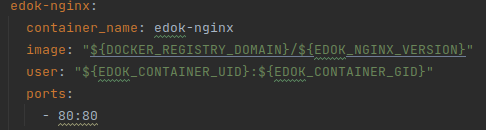 edok-nginx:
container_name: edok-nginx
image: "${DOCKER_REGISTRY_DOMAIN}/${EDOK_NGINX_VERSION}"
user: "${EDOK_CONTAINER_UID}:${EDOK_CONTAINER_GID}"
ports:
- 80:80